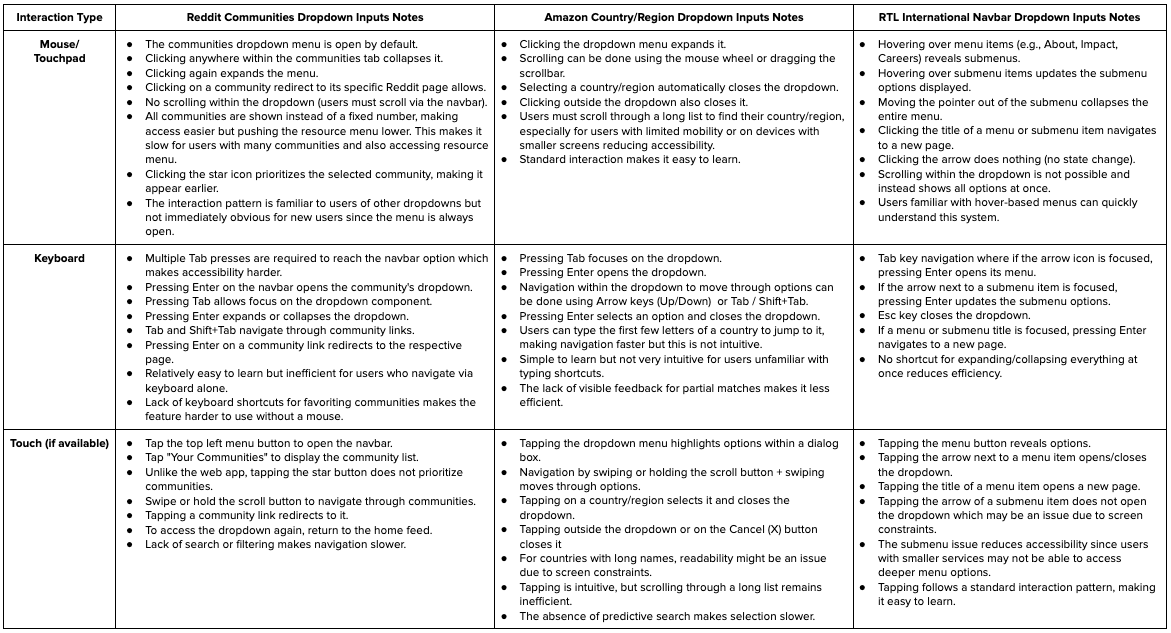 Interaction Type
Reddit Communities Dropdown Inputs Notes
Amazon Country/Region Dropdown Inputs Notes
RTL International Navbar Dropdown Inputs Notes
Mouse/
Touchpad
● The communities dropdown menu is open by default.
● Clicking anywhere within the communities tab collapses it.
● Clicking again expands the menu.
● Clicking on a community redirect to its specific Reddit page allows.
● No scrolling within the dropdown (users must scroll via the navbar).
● All communities are shown instead of a fixed number, making
access easier but pushing the resource menu lower. This makes it
slow for users with many communities and also accessing resource
menu.
● Clicking the star icon prioritizes the selected community, making it
appear earlier.
● The interaction pattern is familiar to users of other dropdowns but
not immediately obvious for new users since the menu is always
open.
● Clicking the dropdown menu expands it.
● Scrolling can be done using the mouse wheel or dragging the
scrollbar.
● Selecting a country/region automatically closes the dropdown.
● Clicking outside the dropdown also closes it.
● Users must scroll through a long list to find their country/region,
especially for users with limited mobility or on devices with
smaller screens reducing accessibility.
● Standard interaction makes it easy to learn.
● Hovering over menu items (e.g., About, Impact,
Careers) reveals submenus.
● Hovering over submenu items updates the submenu
options displayed.
● Moving the pointer out of the submenu collapses the
entire menu.
● Clicking the title of a menu or submenu item navigates
to a new page.
● Clicking the arrow does nothing (no state change).
● Scrolling within the dropdown is not possible and
instead shows all options at once.
● Users familiar with hover-based menus can quickly
understand this system.
Keyboard
● Multiple Tab presses are required to reach the navbar option which
makes accessibility harder.
● Pressing Enter on the navbar opens the community's dropdown.
● Pressing Tab allows focus on the dropdown component.
● Pressing Enter expands or collapses the dropdown.
● Tab and Shift+Tab navigate through community links.
● Pressing Enter on a community link redirects to the respective
page.
● Relatively easy to learn but inefficient for users who navigate via
keyboard alone.
● Lack of keyboard shortcuts for favoriting communities makes the
feature harder to use without a mouse.
● Pressing Tab focuses on the dropdown.
● Pressing Enter opens the dropdown.
● Navigation within the dropdown to move through options can
be done using Arrow keys (Up/Down) or Tab / Shift+Tab.
● Pressing Enter selects an option and closes the dropdown.
● Users can type the first few letters of a country to jump to it,
making navigation faster but this is not intuitive.
● Simple to learn but not very intuitive for users unfamiliar with
typing shortcuts.
● The lack of visible feedback for partial matches makes it less
efficient.
● Tab key navigation where if the arrow icon is focused,
pressing Enter opens its menu.
● If the arrow next to a submenu item is focused,
pressing Enter updates the submenu options.
● Esc key closes the dropdown.
● If a menu or submenu title is focused, pressing Enter
navigates to a new page.
● No shortcut for expanding/collapsing everything at
once reduces efficiency.
Touch (if available)
● Tap the top left menu button to open the navbar.
● Tap "Your Communities" to display the community list.
● Unlike the web app, tapping the star button does not prioritize
communities.
● Swipe or hold the scroll button to navigate through communities.
● Tapping a community link redirects to it.
● To access the dropdown again, return to the home feed.
● Lack of search or filtering makes navigation slower.
● Tapping the dropdown menu highlights options within a dialog
box.
● Navigation by swiping or holding the scroll button + swiping
moves through options.
● Tapping on a country/region selects it and closes the
dropdown.
● Tapping outside the dropdown or on the Cancel (X) button
closes it
● For countries with long names, readability might be an issue
due to screen constraints.
● Tapping is intuitive, but scrolling through a long list remains
inefficient.
● The absence of predictive search makes selection slower.
● Tapping the menu button reveals options.
● Tapping the arrow next to a menu item opens/closes
the dropdown.
● Tapping the title of a menu item opens a new page.
● Tapping the arrow of a submenu item does not open
the dropdown which may be an issue due to screen
constraints.
● The submenu issue reduces accessibility since users
with smaller services may not be able to access
deeper menu options.
● Tapping follows a standard interaction pattern, making
it easy to learn.